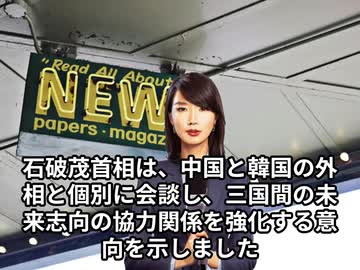 "Read All About
NEW
papers · magaz
石破茂首相は、中国と韓国の外
相と個別に会談し、三国間の未
来志向の協力関係を強化する意
向を示しました